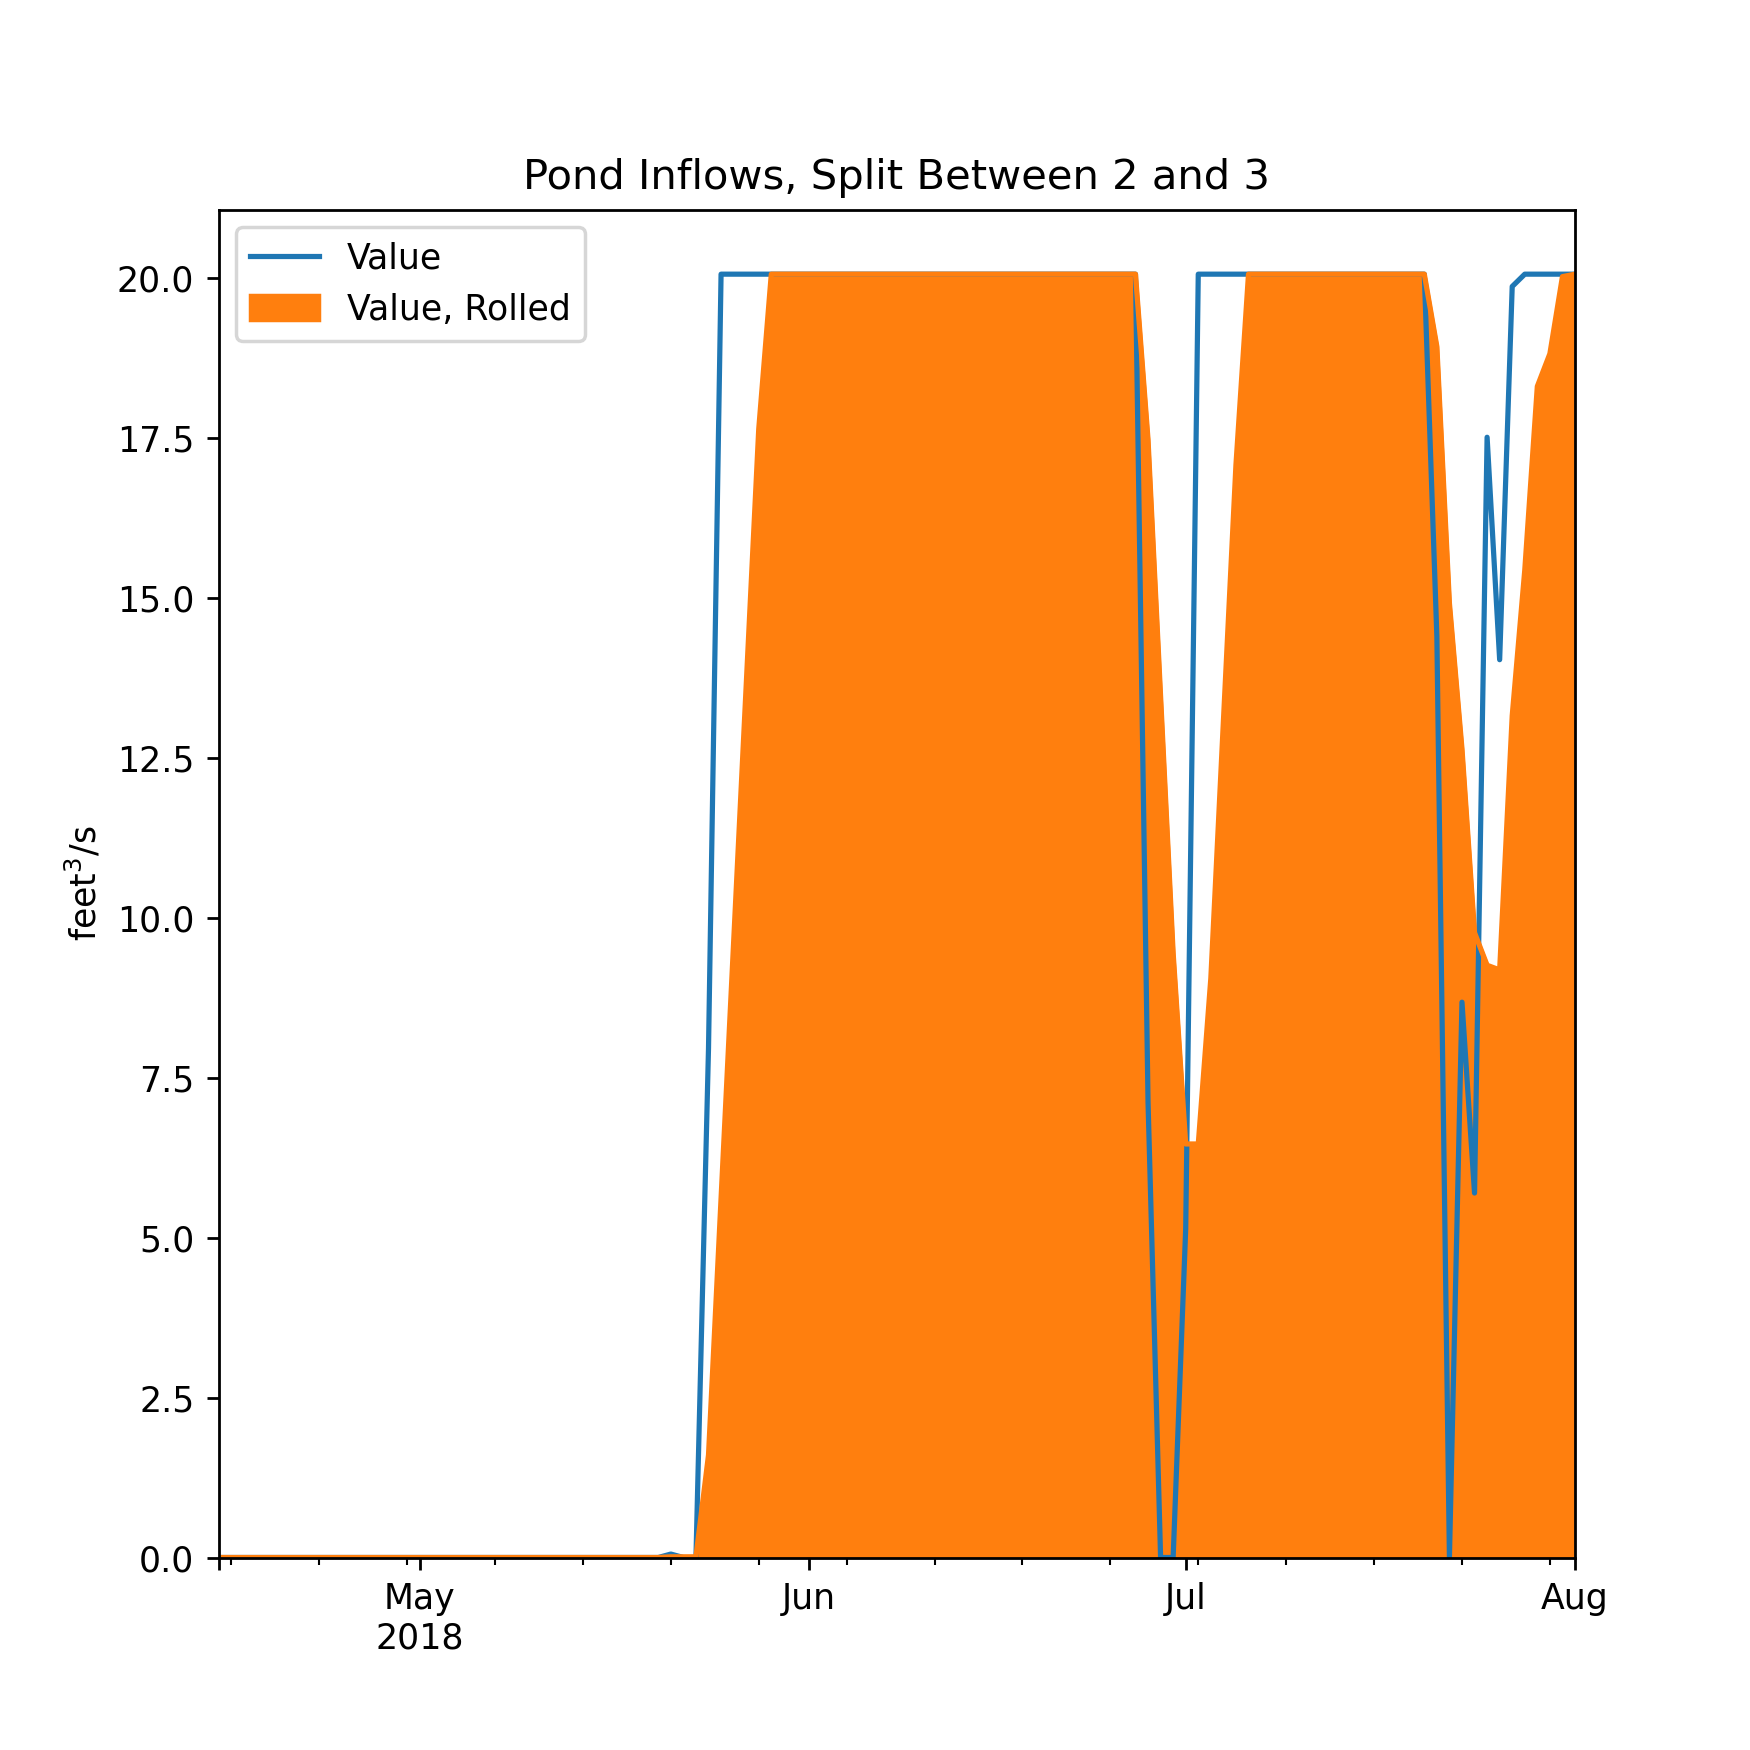 Pond Inflows, Split Between 2 and 3
Value
Value, Rolled
20.0
17.5
15.0
12.5
10.0
7.5
5.0
2.5
0.0
feet³/s
May
2018
Jun
Jul
Aug